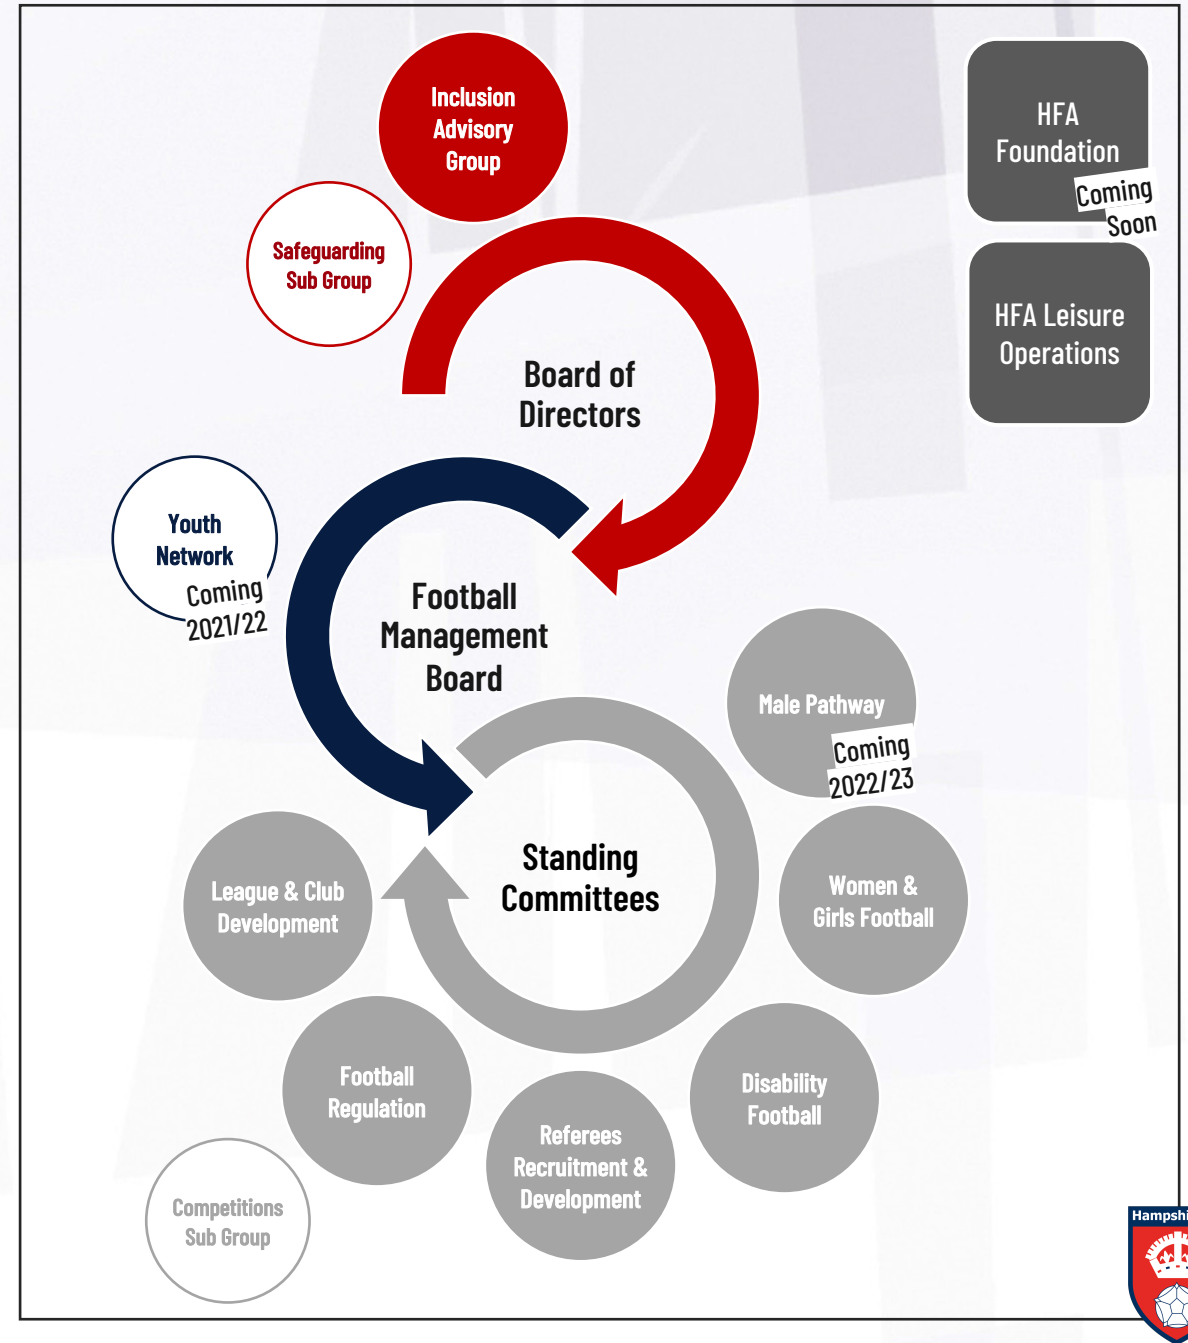 Inclusion
Advisory
Group
HFA
Foundation
Coming
Soon
Safeguarding
Sub Group
HFA Leisure
Operations
Board of
Directors
Youth
Network
Coming
2021/22
Football
Management
Board
Male Pathway
Coming
2022/23
Standing
Committees
League & Club
Development
Women &
Girls Football
Football
Regulation
Disability
Football
Referees
Recruitment &
Development
Competitions
Sub Group